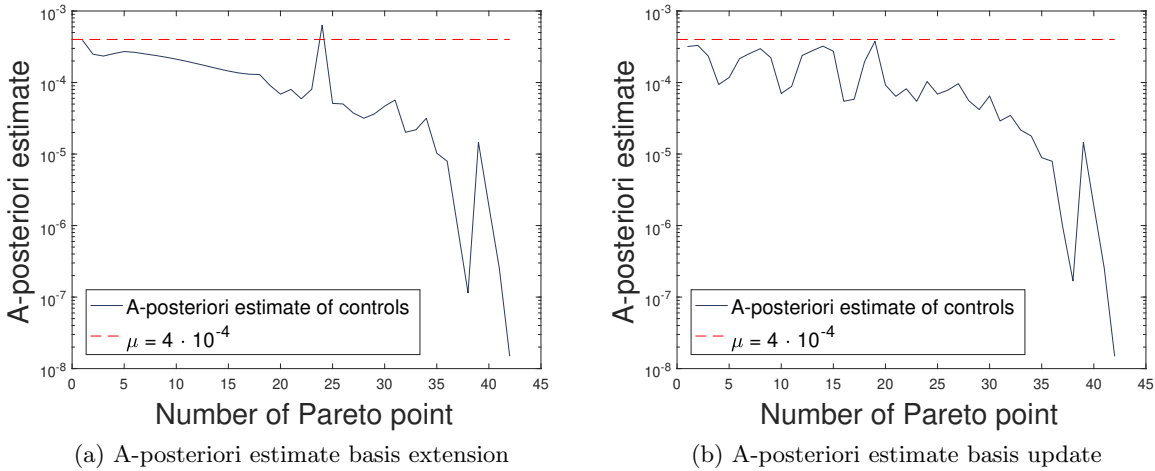 A-posteriori estimate
10^-3
10^-4
10^-5
10^-6
10^-7
10^-8
A-posteriori estimate of controls
μ = 4 · 10^-4
0 5 10 15 20 25 30 35 40 45
Number of Pareto point
(a) A-posteriori estimate basis extension
A-posteriori estimate
10^-3
10^-4
10^-5
10^-6
10^-7
10^-8
A-posteriori estimate of controls
μ = 4 · 10^-4
0 5 10 15 20 25 30 35 40 45
Number of Pareto point
(b) A-posteriori estimate basis update